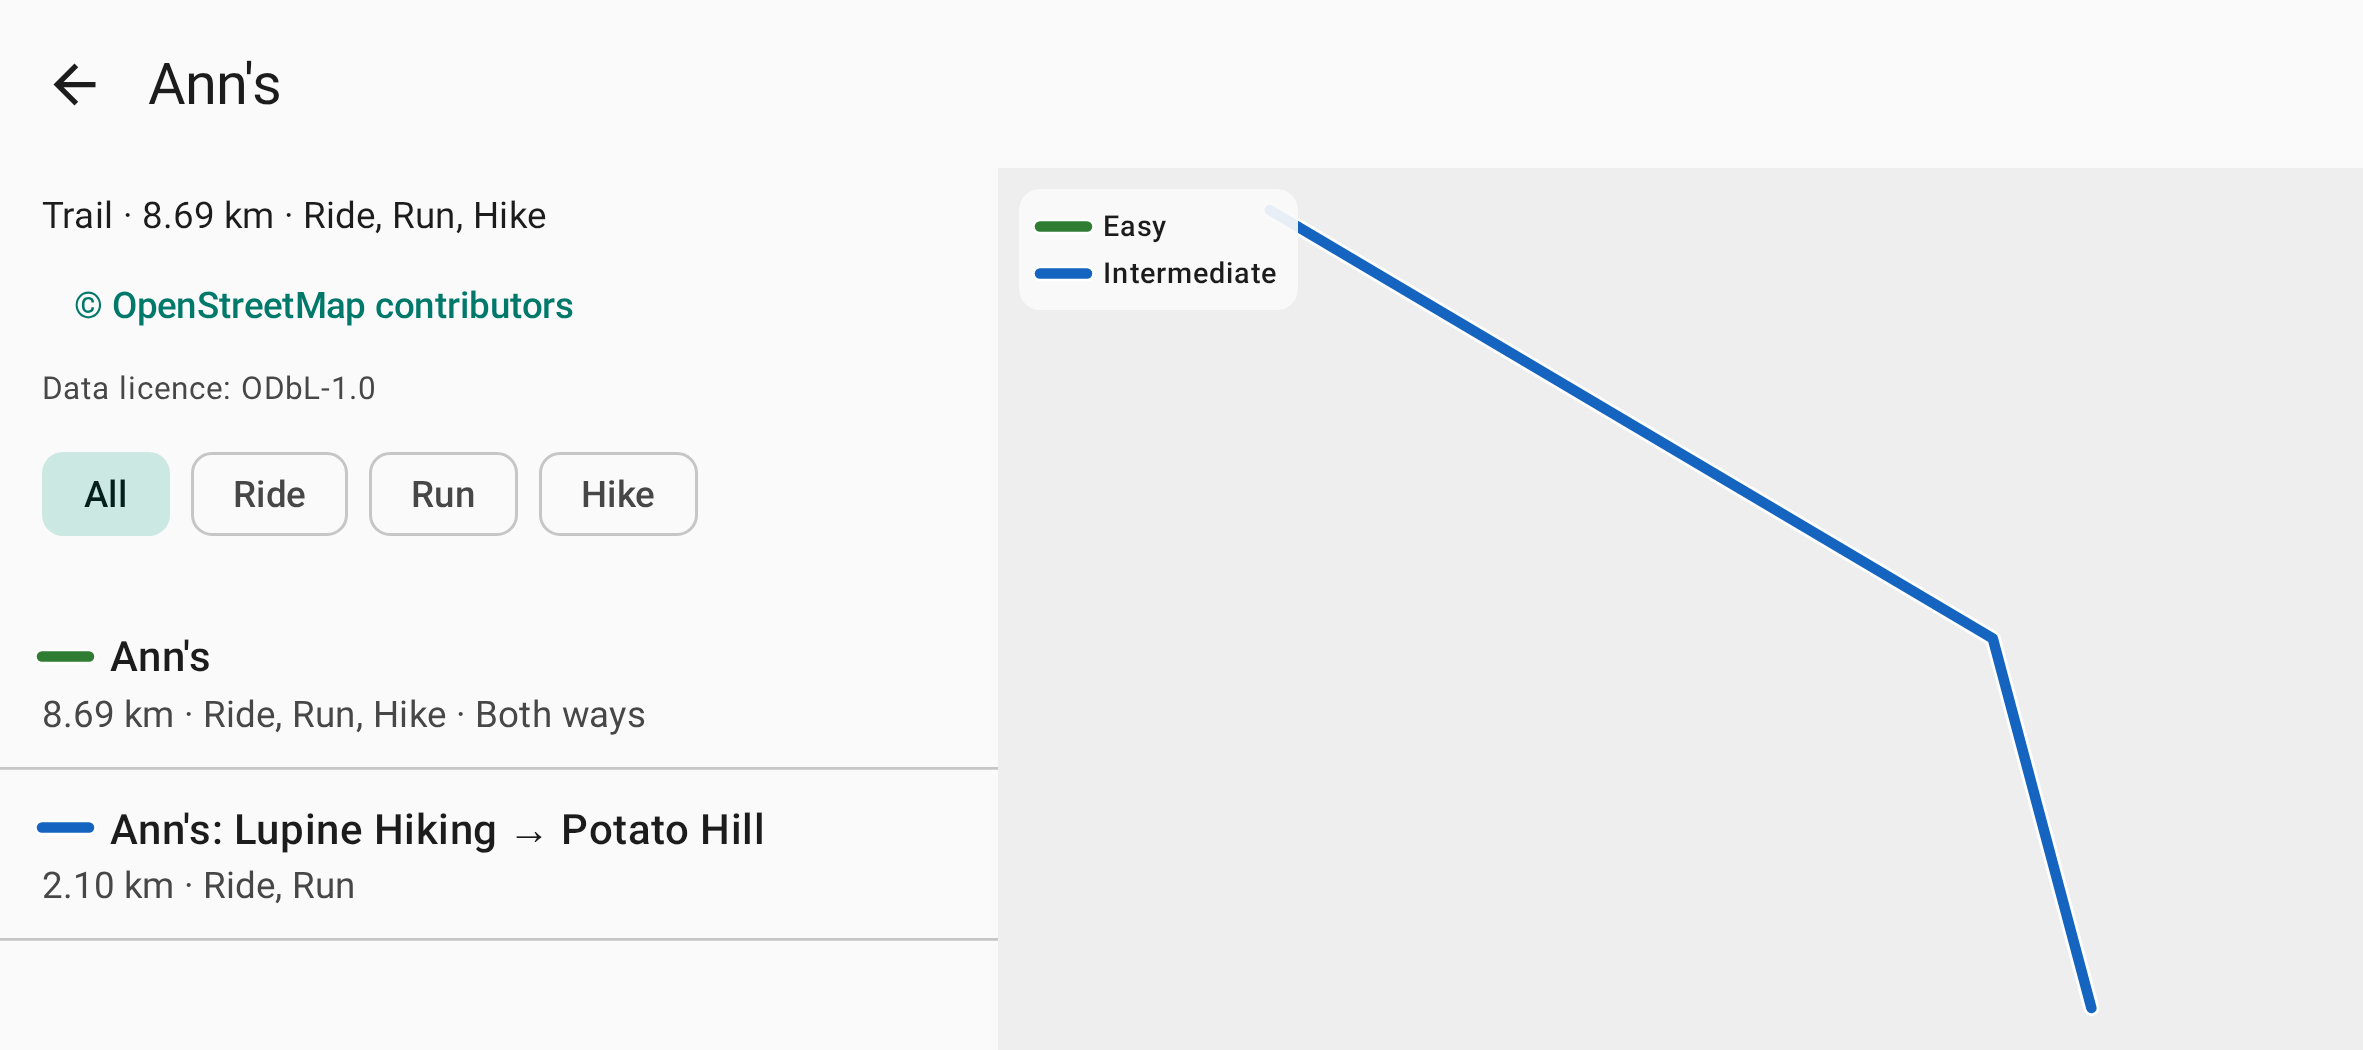 Ann's
Trail · 8.69 km · Ride, Run, Hike
© OpenStreetMap contributors
Data licence: ODbL-1.0
All
Ride
Run
Hike
Ann's
8.69 km · Ride, Run, Hike · Both ways
Ann's: Lupine Hiking → Potato Hill
2.10 km · Ride, Run
Easy
Intermediate